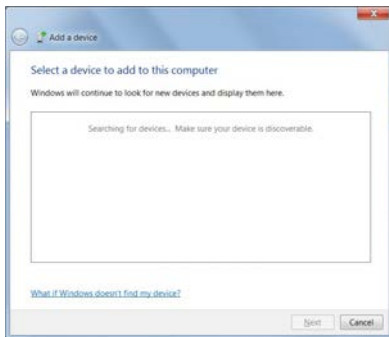 Add a device
Select a device to add to this computer
Windows will continue to look for new devices and display them here.
Searching for devices... Make sure your device is discoverable.
What if Windows doesn't find my device?
Next Cancel